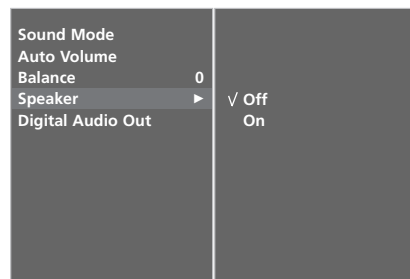 Sound Mode
Auto Volume
Balance 0
Speaker ►
Digital Audio Out
√ Off
On